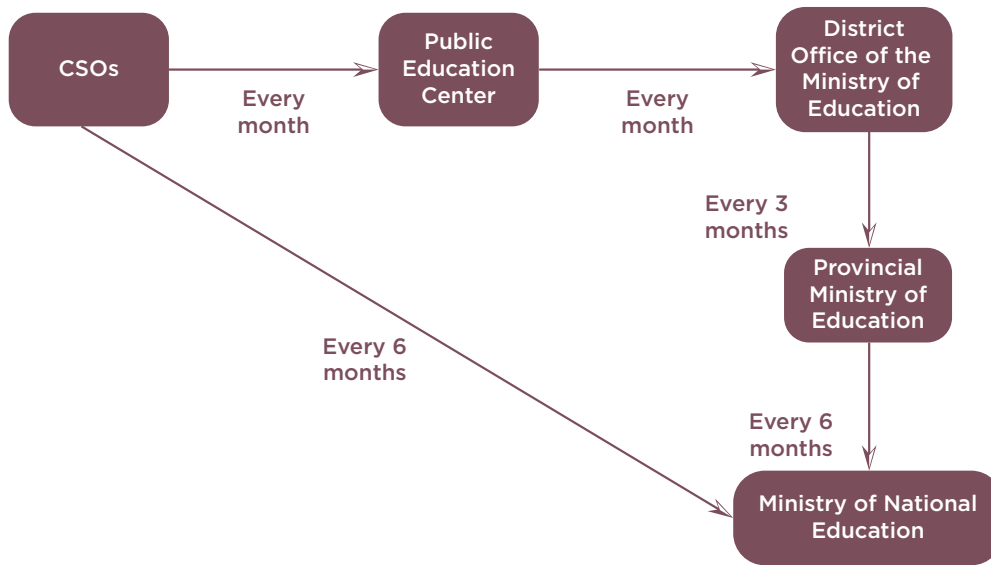 CSOs
Public
Education
Center
District
Office of the
Ministry of
Education
Every
month
Every
month
Every 3
months
Provincial
Ministry of
Education
Every 6
months
Every 6
months
Ministry of National
Education